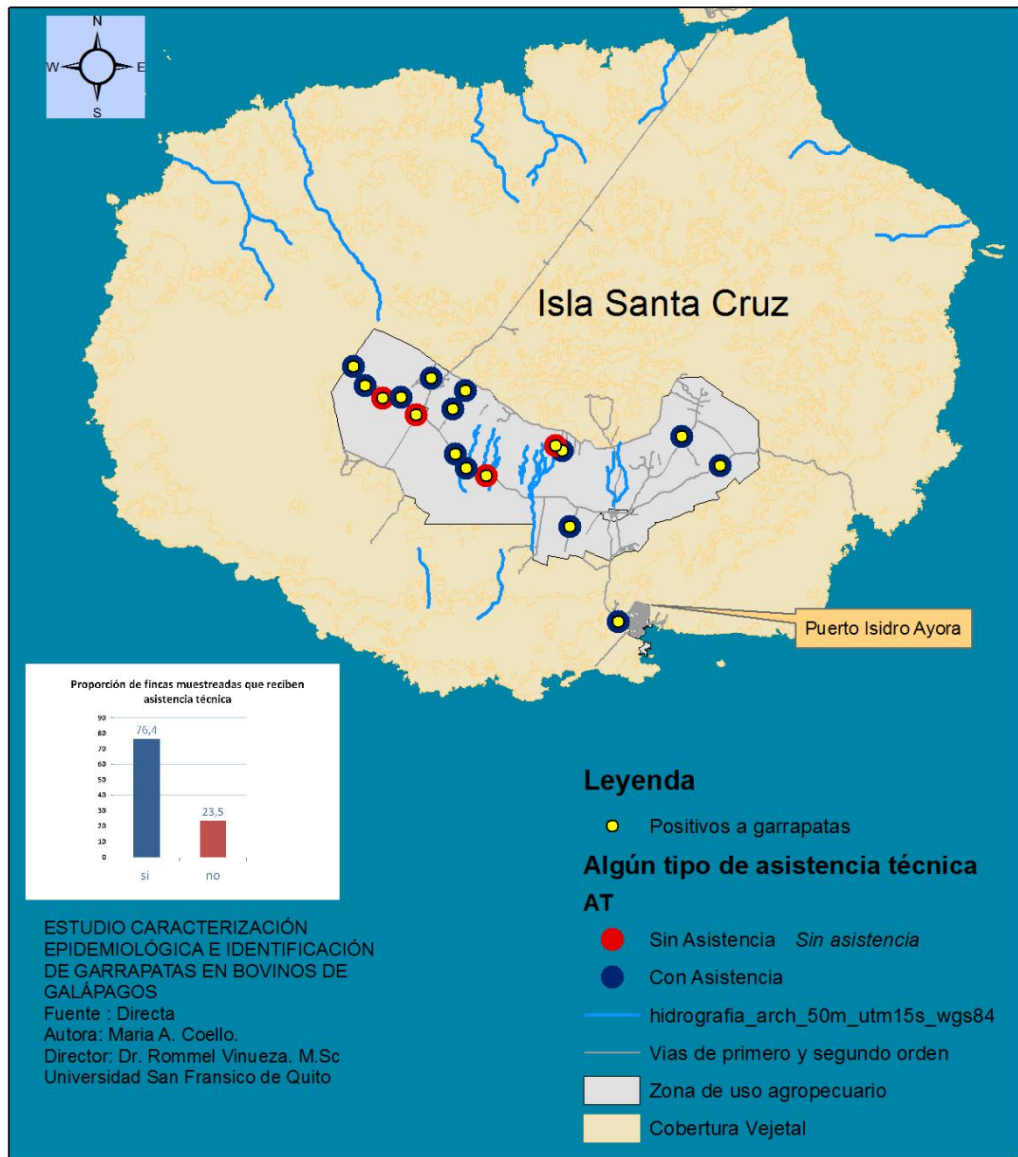 N
W E
S
Isla Santa Cruz
Puerto Isidro Ayora
Proporción de fincas muestreadas que reciben
asistencia técnica
90
80
70
60
50
40
30
20
10
0
76,4
23,5
si no
ESTUDIO CARACTERIZACIÓN
EPIDEMIOLÓGICA E IDENTIFICACIÓN
DE GARRAPATAS EN BOVINOS DE
GALÁPAGOS
Fuente : Directa
Autora: Maria A. Coello.
Director: Dr. Rommel Vinueza. M.Sc
Universidad San Fransico de Quito
Leyenda
Positivos a garrapatas
Algún tipo de asistencia técnica
AT
Sin Asistencia Sin asistencia
Con Asistencia
hidrografia_arch_50m_utm15s_wgs84
Vias de primero y segundo orden
Zona de uso agropecuario
Cobertura Vejetal